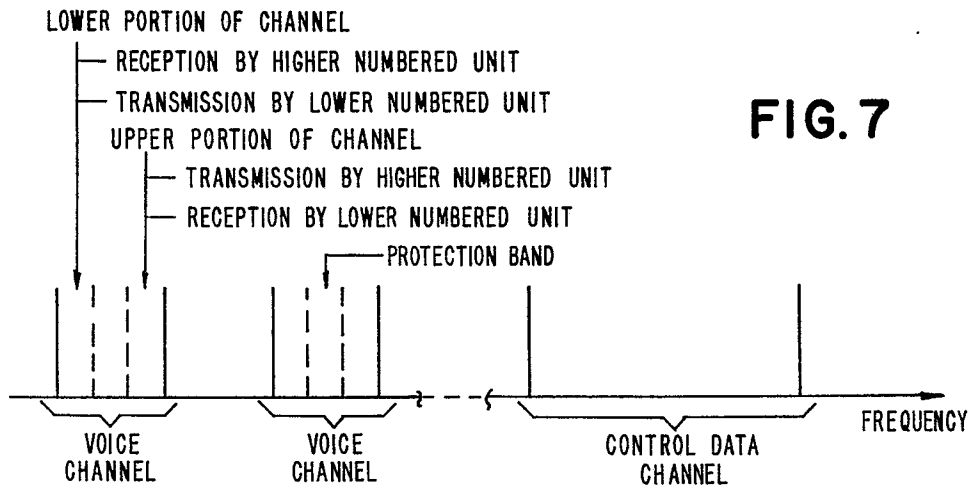 LOWER PORTION OF CHANNEL
RECEPTION BY HIGHER NUMBERED UNIT
TRANSMISSION BY LOWER NUMBERED UNIT
FIG. 7
UPPER PORTION OF CHANNEL
TRANSMISSION BY HIGHER NUMBERED UNIT
RECEPTION BY LOWER NUMBERED UNIT
PROTECTION BAND
FREQUENCY
VOICE
CHANNEL
VOICE
CHANNEL
CONTROL DATA
CHANNEL